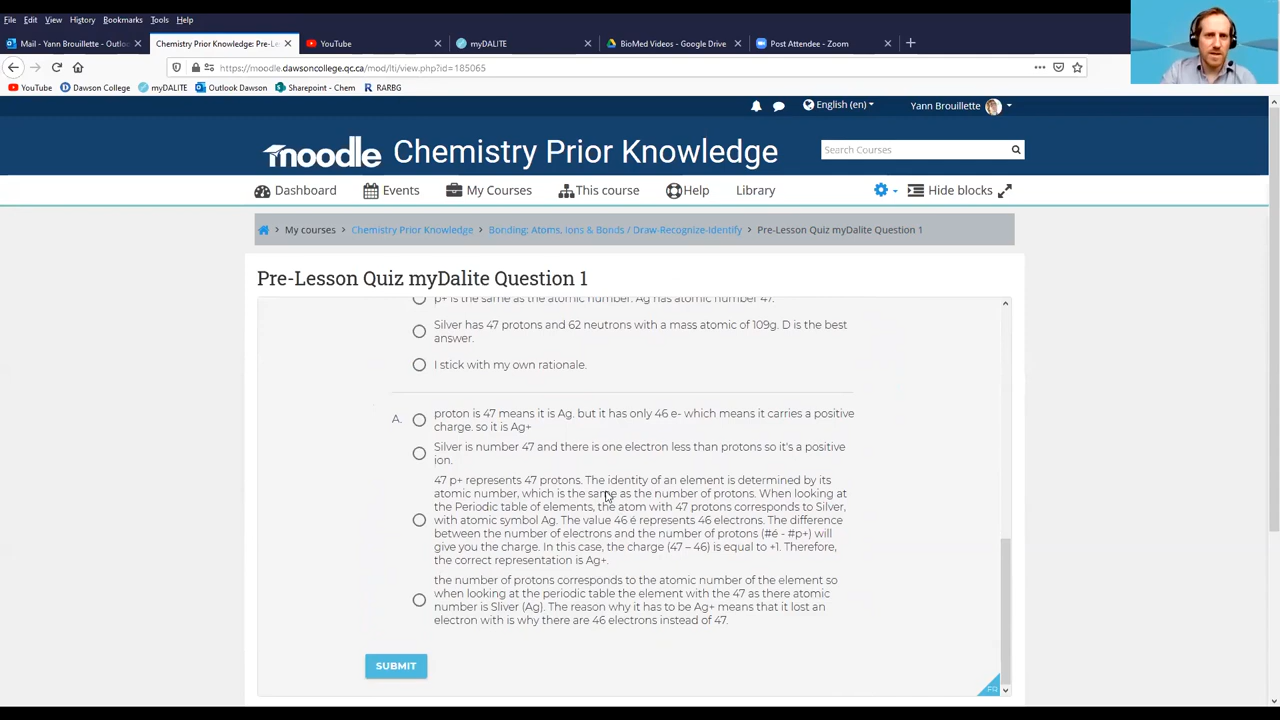 File Edit View History Bookmarks Tools Help
Mail - Yann Brouillette - Outloo
Chemistry Prior Knowledge: Pre-Le
YouTube
myDALITE
BioMed Videos - Google Drive
Post Attendee - Zoom
https://moodle.dawsoncollege.qc.ca/mod/lti/view.php?id=185065
YouTube Dawson College myDALITE Outlook Dawson Sharepoint - Chem RARBG
English (en) Yann Brouillette
moodle Chemistry Prior Knowledge Search Courses
Dashboard Events My Courses This course Help Library Hide blocks
My courses > Chemistry Prior Knowledge > Bonding: Atoms, Ions & Bonds / Draw-Recognize-Identify > Pre-Lesson Quiz myDalite Question 1
Pre-Lesson Quiz myDalite Question 1
p+ is the same as the atomic number. Ag has atomic number 47.
Silver has 47 protons and 62 neutrons with a mass atomic of 109g. D is the best
answer.
I stick with my own rationale.
A. proton is 47 means it is Ag. but it has only 46 e- which means it carries a positive
charge. so it is Ag+
Silver is number 47 and there is one electron less than protons so it's a positive
ion.
47 p+ represents 47 protons. The identity of an element is determined by its
atomic number, which is the same as the number of protons. When looking at
the Periodic table of elements, the atom with 47 protons corresponds to Silver,
with atomic symbol Ag. The value 46 é represents 46 electrons. The difference
between the number of electrons and the number of protons (#é - #p+) will
give you the charge. In this case, the charge (47 – 46) is equal to +1. Therefore,
the correct representation is Ag+.
the number of protons corresponds to the atomic number of the element so
when looking at the periodic table the element with the 47 as there atomic
number is Sliver (Ag). The reason why it has to be Ag+ means that it lost an
electron with is why there are 46 electrons instead of 47.
SUBMIT
FR